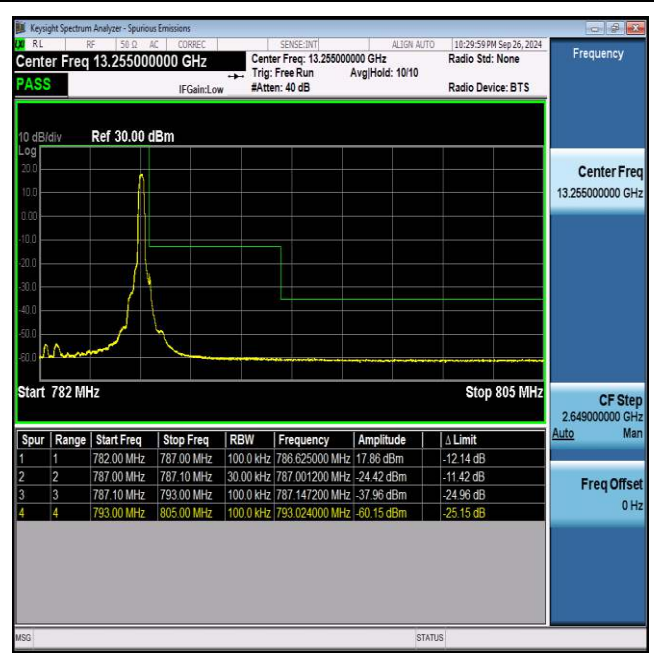 Keysight Spectrum Analyzer - Spurious Emissions
RL RF 50 Ω AC CORREC SENSE:INT ALIGN AUTO 10:29:59 PM Sep 26, 2024
Center Freq 13.255000000 GHz
Center Freq: 13.255000000 GHz
Radio Std: None
Trig: Free Run Avg|Hold: 10/10
PASS
IFGain:Low
#Atten: 40 dB
Radio Device: BTS
10 dB/div Ref 30.00 dBm
Log
20.0
10.0
0.00
-10.0
-20.0
-30.0
-40.0
-50.0
-60.0
Start 782 MHz Stop 805 MHz
Spur Range Start Freq Stop Freq RBW Frequency Amplitude Δ Limit
1 1 782.00 MHz 787.00 MHz 100.0 kHz 786.625000 MHz 17.86 dBm -12.14 dB
2 2 787.00 MHz 787.10 MHz 30.00 kHz 787.001200 MHz -24.42 dBm -11.42 dB
3 3 787.10 MHz 793.00 MHz 100.0 kHz 787.147200 MHz -37.96 dBm -24.96 dB
4 4 793.00 MHz 805.00 MHz 100.0 kHz 793.024000 MHz -60.15 dBm -25.15 dB
Frequency
Center Freq
13.255000000 GHz
CF Step
2.649000000 GHz
Auto Man
Freq Offset
0 Hz
MSG STATUS